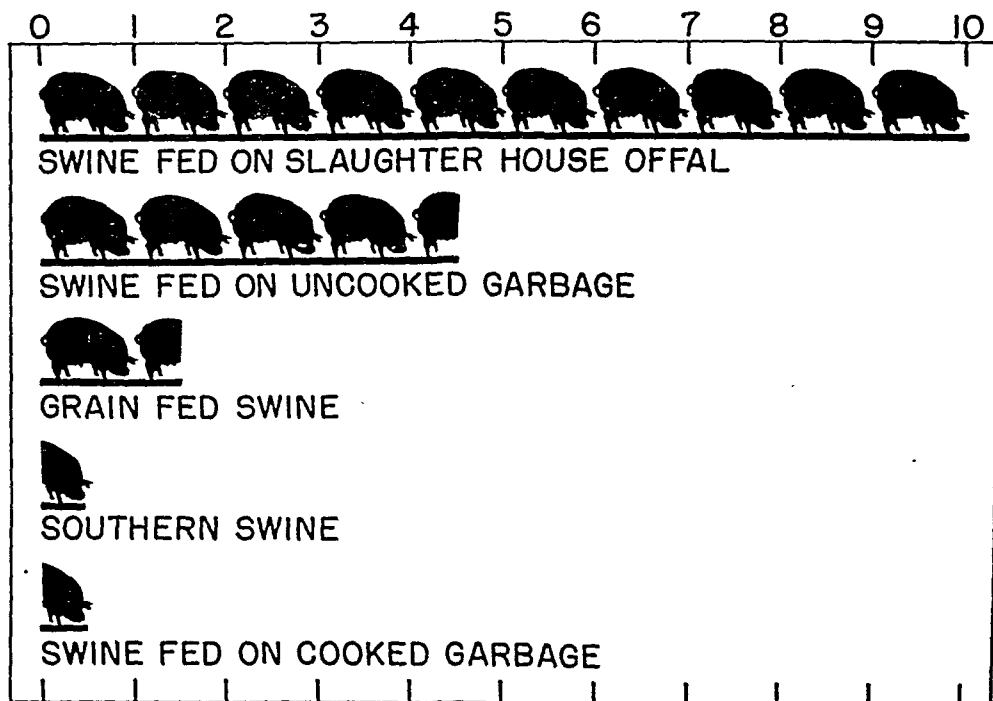 0 1 2 3 4 5 6 7 8 9 10
SWINE FED ON SLAUGHTER HOUSE OFFAL
SWINE FED ON UNCOOKED GARBAGE
GRAIN FED SWINE
SOUTHERN SWINE
SWINE FED ON COOKED GARBAGE